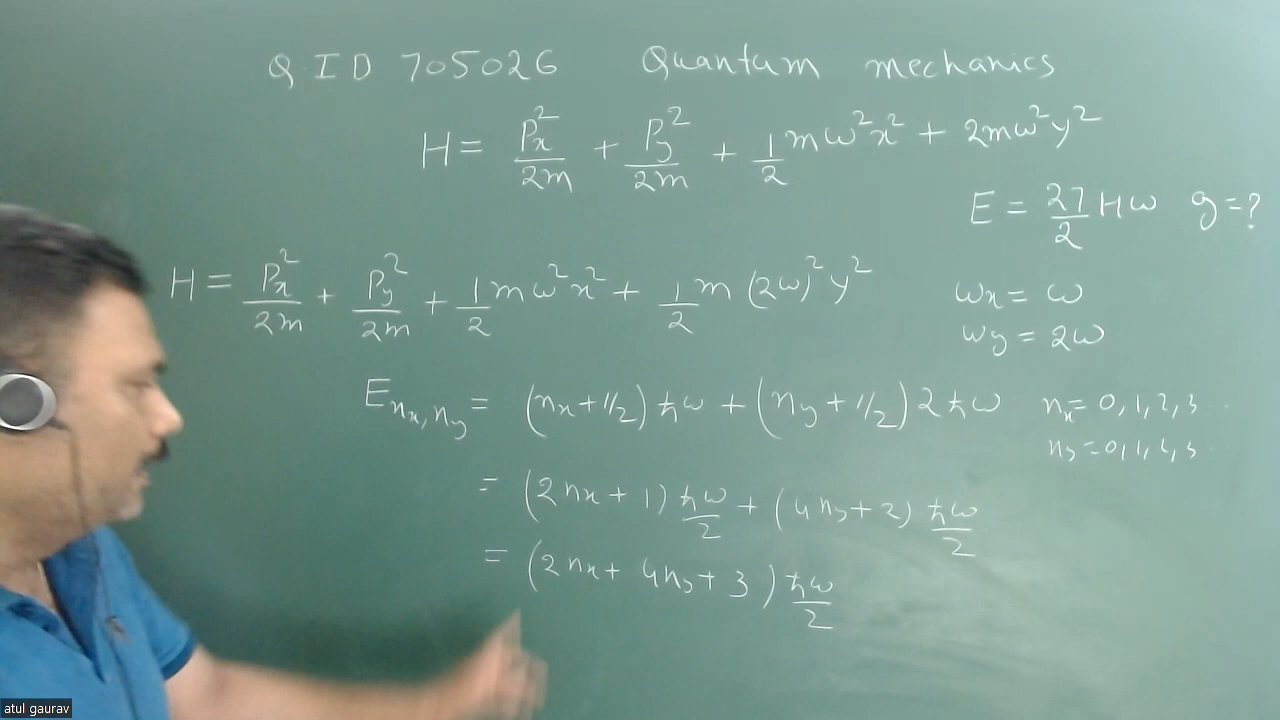 Q.ID 705026 Quantum mechanics
H = Px²/2m + Py²/2m + 1/2 mω²x² + 2mω²y²
E = 27/2 Hω g=?
H = Px²/2m + Py²/2m + 1/2 mω²x² + 1/2 m (2ω)²y²
ωx = ω
ωy = 2ω
Enx,ny = (nx+1/2) ħω + (ny+1/2) 2ħω
nx = 0,1,2,3 ..
ny = 0,1,2,3
= (2nx + 1) ħω/2 + (4ny + 2) ħω/2
= (2nx + 4ny + 3) ħω/2
atul gaurav